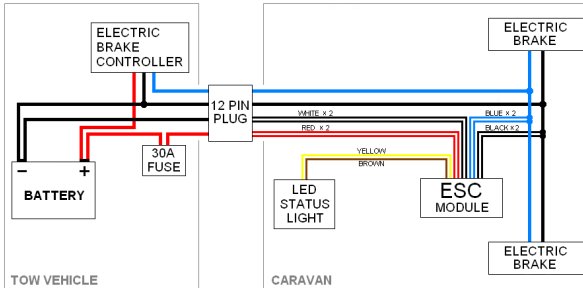 ELECTRIC
BRAKE
CONTROLLER
12 PIN
PLUG
30A
FUSE
− +
BATTERY
TOW VEHICLE
ELECTRIC
BRAKE
WHITE × 2
RED × 2
BLUE × 2
BLACK × 2
YELLOW
BROWN
LED
STATUS
LIGHT
ESC
MODULE
ELECTRIC
BRAKE
CARAVAN